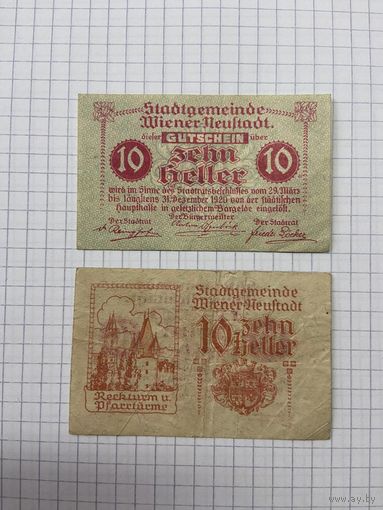 Stadtgemeinde
Wiener-Neustadt.
dieser GUTSCHEIN über
10 zehn 10
Heller
wird im Sinne des Stadtratsbeschlusses vom 29. März
bis längstens 31. Dezember 1920 von der städtischen
Hauptkasse in gesetzlichem Bargelde eingelöst.
Der Stadtrat Der Bürgermeister Der Stadtrat
Stadtgemeinde
Wiener-Neustadt
10 zehn
Heller
Reckturm u.
Pfarrtürme
www.ay.by